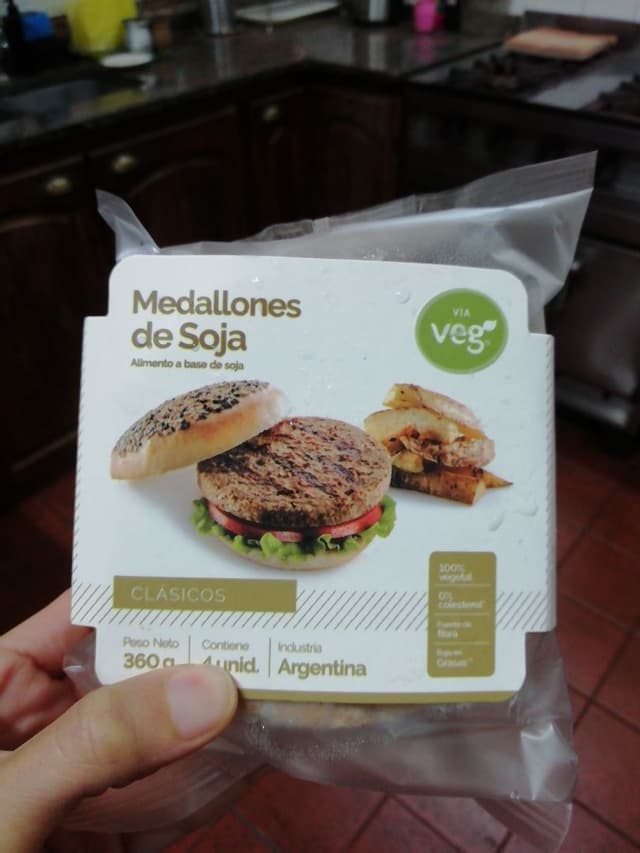 Medallones
de Soja
Alimento a base de soja
VIA
veg
CLÁSICOS
100%
vegetal
0%
colesterol
Fuente de
fibra
Bajo en
Grasas
Peso Neto
360 g
Contiene
4 unid.
Industria
Argentina